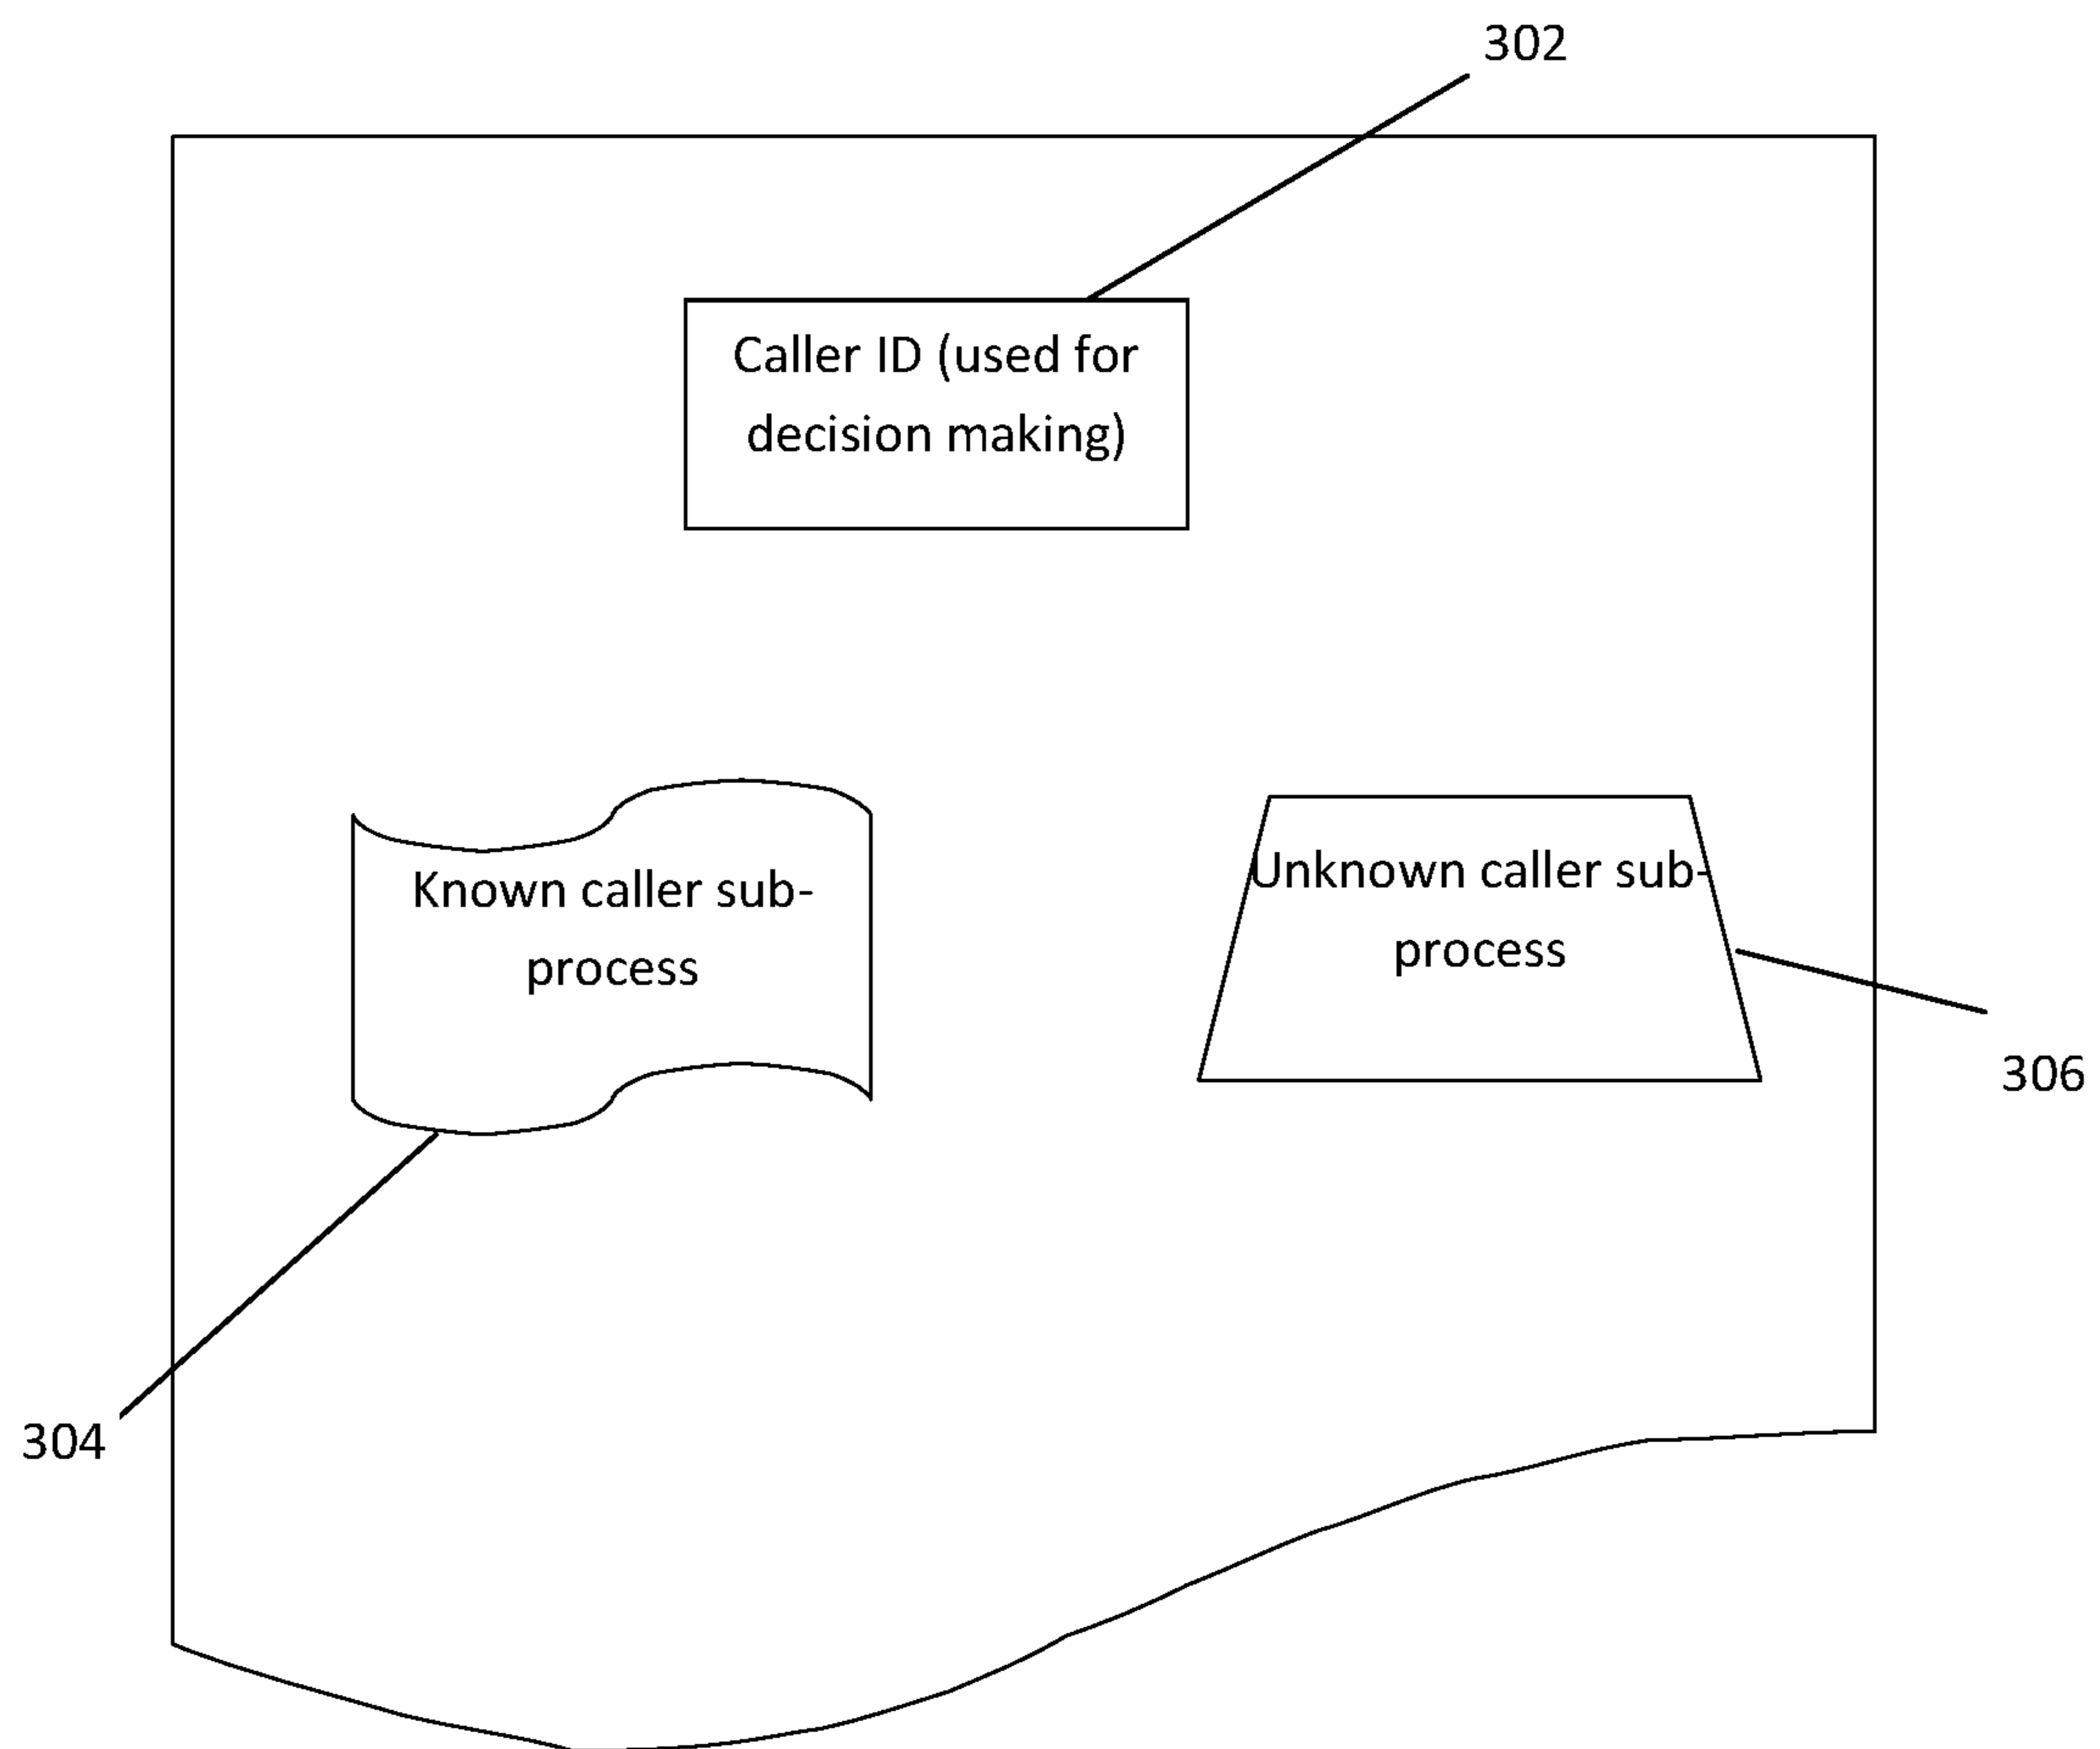 302
Caller ID (used for
decision making)
Known caller sub-
process
Unknown caller sub-
process
306
304